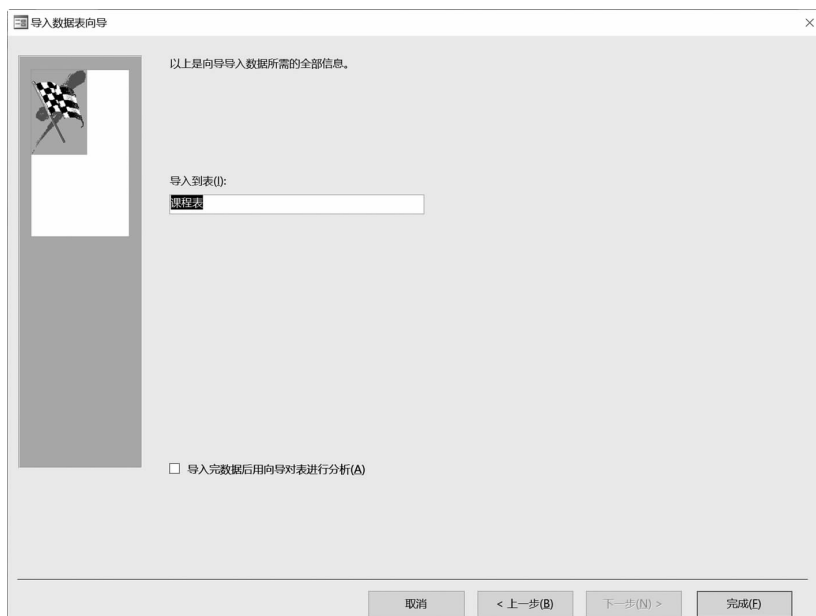 导入数据表向导
以上是向导导入数据所需的全部信息。
导入到表(I):
课程表
导入完数据后用向导对表进行分析(A)
取消
< 上一步(B)
下一步(N) >
完成(F)